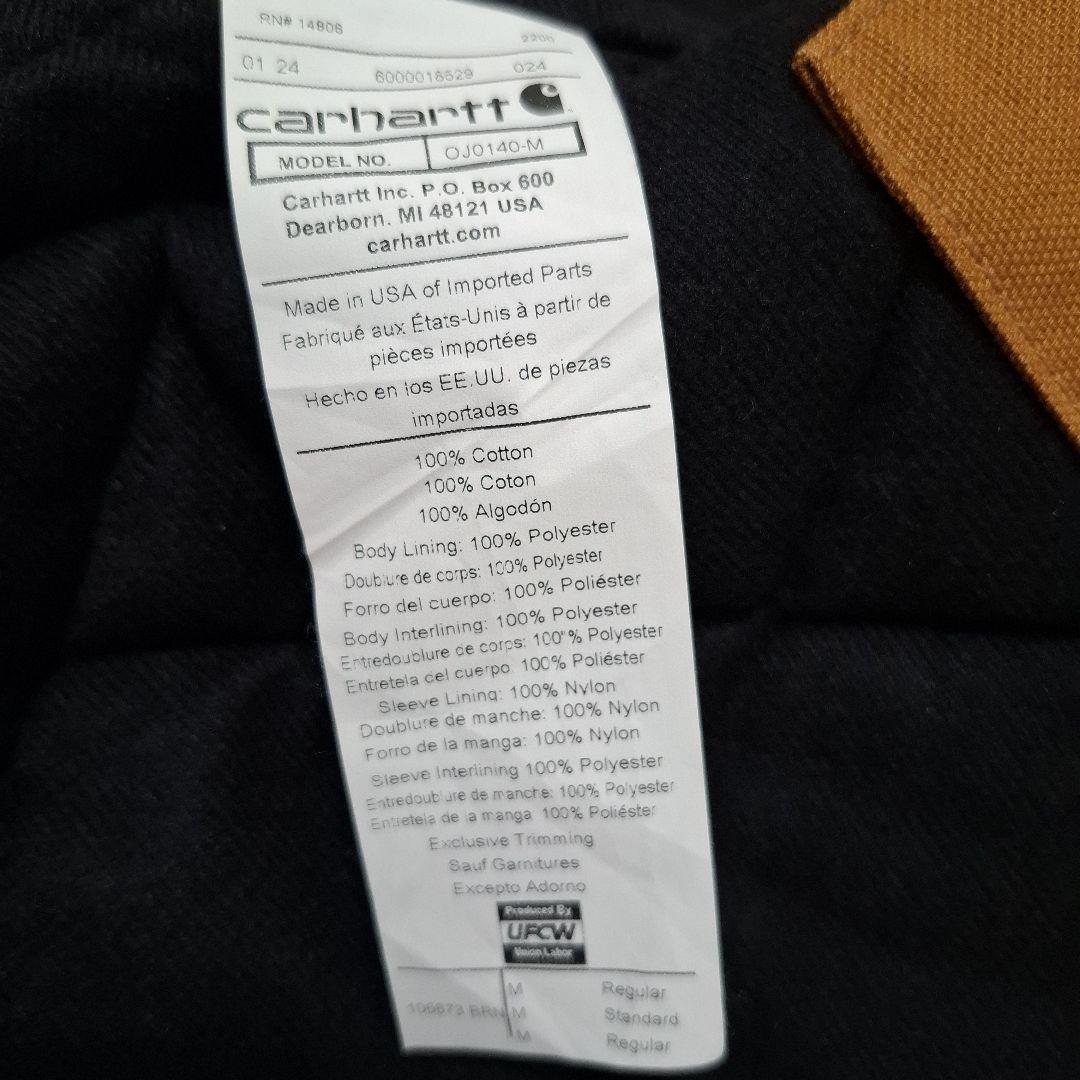 RN# 14806
2206
01 24 6000018529 024
carhartt
MODEL NO. OJ0140-M
Carhartt Inc. P.O. Box 600
Dearborn. MI 48121 USA
carhartt.com
Made in USA of Imported Parts
Fabriqué aux États-Unis à partir de
pièces importées
Hecho en los EE.UU. de piezas
importadas
100% Cotton
100% Coton
100% Algodón
Body Lining: 100% Polyester
Doublure de corps: 100% Polyester
Forro del cuerpo: 100% Poliéster
Body Interlining: 100% Polyester
Entredoublure de corps: 100% Polyester
Entretela del cuerpo: 100% Poliéster
Sleeve Lining: 100% Nylon
Doublure de manche: 100% Nylon
Forro de la manga: 100% Nylon
Sleeve Interlining 100% Polyester
Entredoublure de manche: 100% Polyester
Entretela de la manga 100% Poliéster
Exclusive Trimming
Sauf Garnitures
Excepto Adorno
Produced By
UFCW
Union Labor
M Regular
106673 BRN M Standard
M Regular